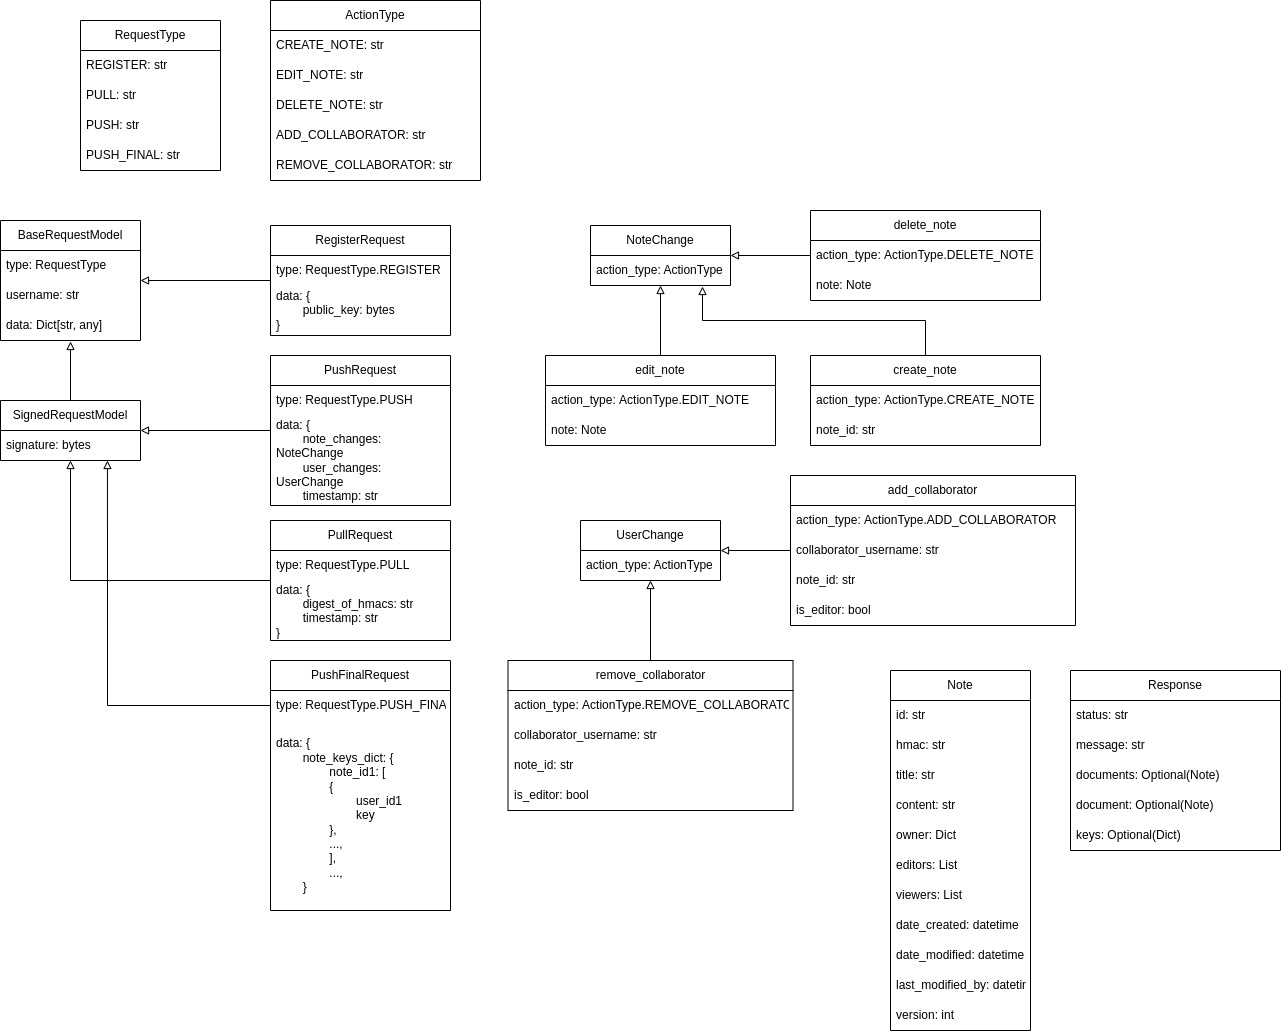 RequestType
REGISTER: str
PULL: str
PUSH: str
PUSH_FINAL: str
ActionType
CREATE_NOTE: str
EDIT_NOTE: str
DELETE_NOTE: str
ADD_COLLABORATOR: str
REMOVE_COLLABORATOR: str
BaseRequestModel
type: RequestType
username: str
data: Dict[str, any]
SignedRequestModel
signature: bytes
RegisterRequest
type: RequestType.REGISTER
data: {
public_key: bytes
}
PushRequest
type: RequestType.PUSH
data: {
note_changes:
NoteChange
user_changes:
UserChange
timestamp: str
PullRequest
type: RequestType.PULL
data: {
digest_of_hmacs: str
timestamp: str
}
PushFinalRequest
type: RequestType.PUSH_FINA
data: {
note_keys_dict: {
note_id1: [
{
user_id1
key
},
...,
],
...,
}
NoteChange
action_type: ActionType
delete_note
action_type: ActionType.DELETE_NOTE
note: Note
edit_note
action_type: ActionType.EDIT_NOTE
note: Note
create_note
action_type: ActionType.CREATE_NOTE
note_id: str
UserChange
action_type: ActionType
add_collaborator
action_type: ActionType.ADD_COLLABORATOR
collaborator_username: str
note_id: str
is_editor: bool
remove_collaborator
action_type: ActionType.REMOVE_COLLABORATO
collaborator_username: str
note_id: str
is_editor: bool
Note
id: str
hmac: str
title: str
content: str
owner: Dict
editors: List
viewers: List
date_created: datetime
date_modified: datetime
last_modified_by: datetir
version: int
Response
status: str
message: str
documents: Optional(Note)
document: Optional(Note)
keys: Optional(Dict)